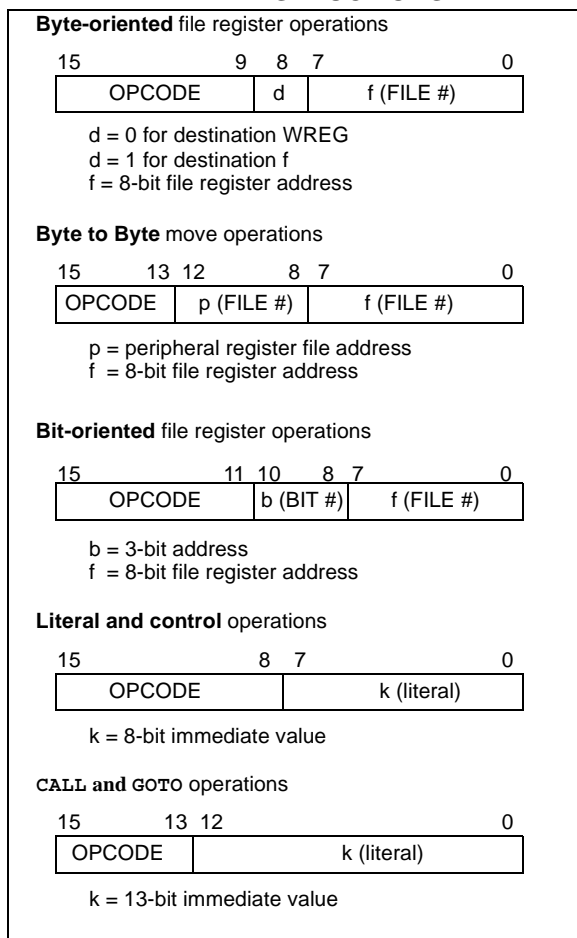 Byte-oriented file register operations
15 9 8 7 0
OPCODE d f (FILE #)
d = 0 for destination WREG
d = 1 for destination f
f = 8-bit file register address
Byte to Byte move operations
15 13 12 8 7 0
OPCODE p (FILE #) f (FILE #)
p = peripheral register file address
f = 8-bit file register address
Bit-oriented file register operations
15 11 10 8 7 0
OPCODE b (BIT #) f (FILE #)
b = 3-bit address
f = 8-bit file register address
Literal and control operations
15 8 7 0
OPCODE k (literal)
k = 8-bit immediate value
CALL and GOTO operations
15 13 12 0
OPCODE k (literal)
k = 13-bit immediate value